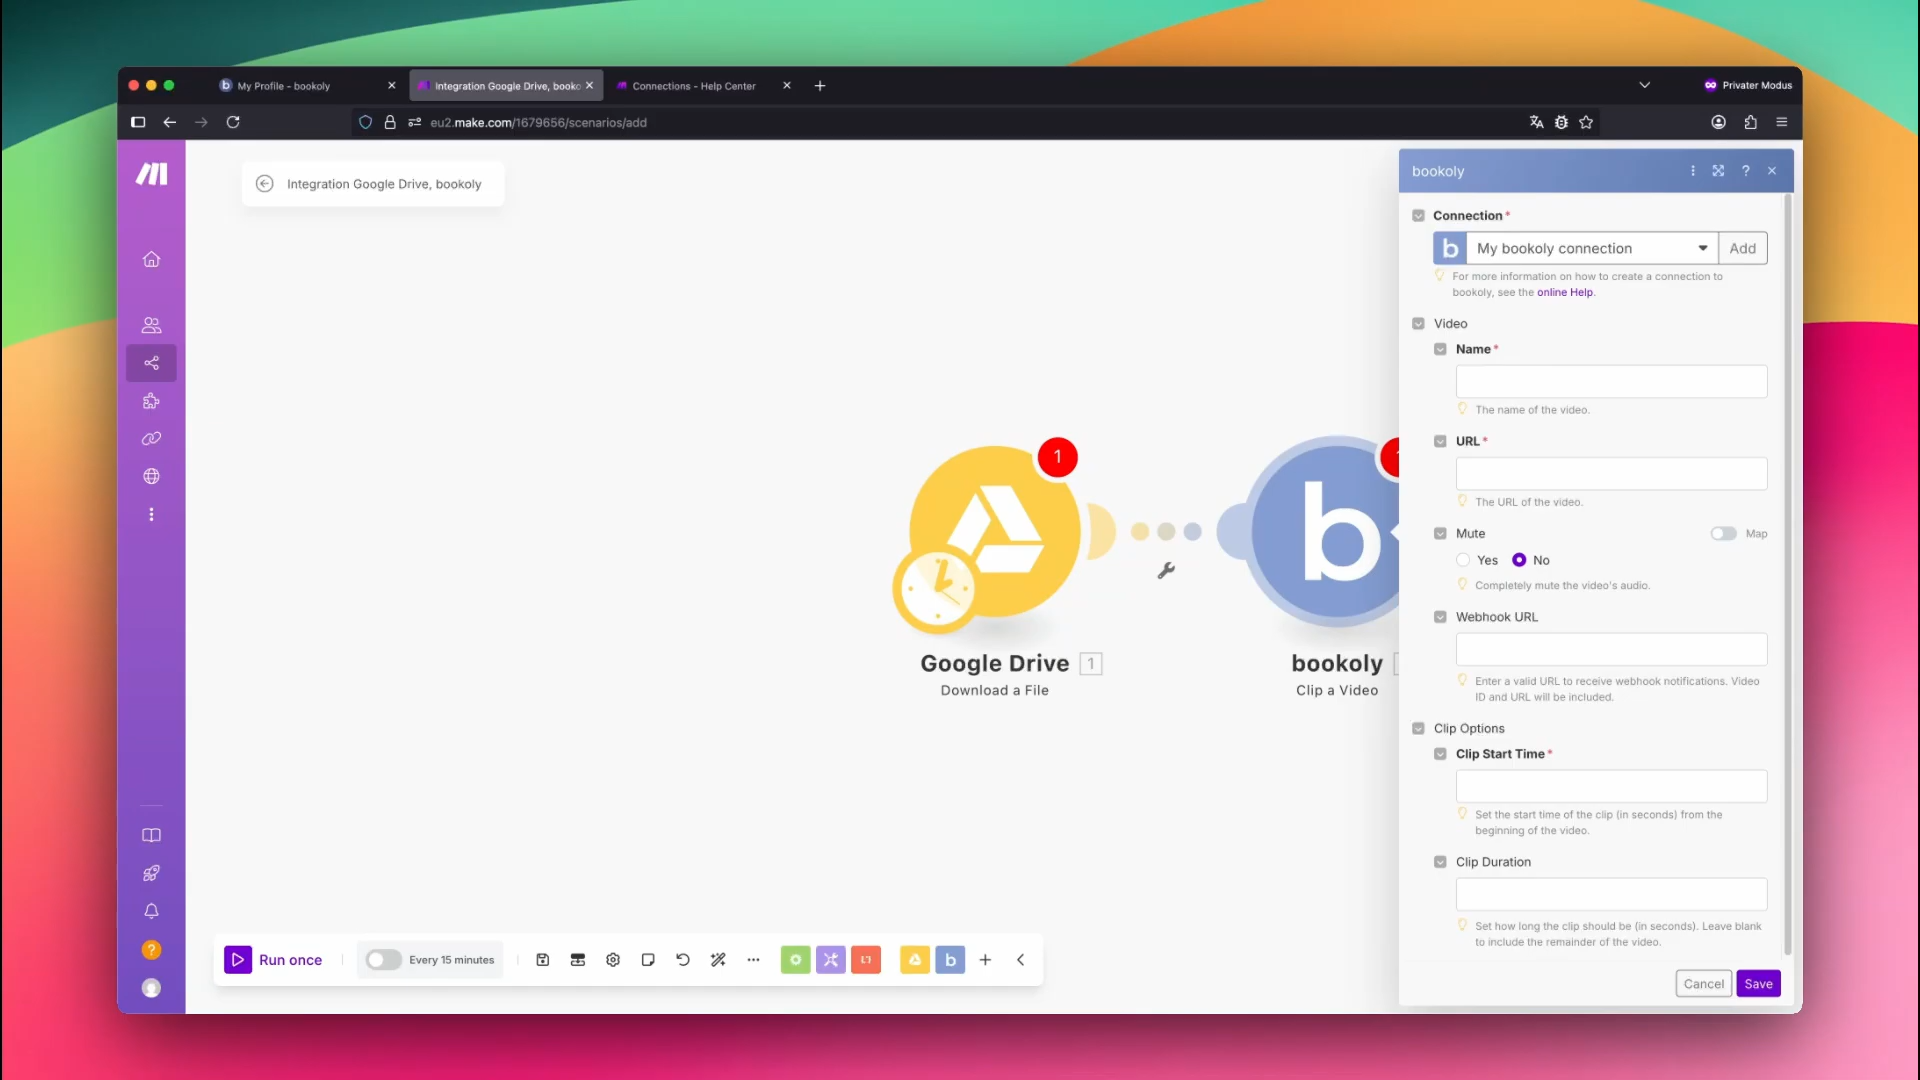 My Profile - bookoly
Integration Google Drive, booko
Connections - Help Center
Privater Modus
eu2.make.com/1679656/scenarios/add
Integration Google Drive, bookoly
1
Google Drive 1
Download a File
b
bookoly
Clip a Video
Run once
Every 15 minutes
b
?
bookoly
?
Connection *
b My bookoly connection Add
For more information on how to create a connection to
bookoly, see the online Help.
Video
Name *
The name of the video.
URL *
The URL of the video.
Mute Map
Yes No
Completely mute the video's audio.
Webhook URL
Enter a valid URL to receive webhook notifications. Video
ID and URL will be included.
Clip Options
Clip Start Time *
Set the start time of the clip (in seconds) from the
beginning of the video.
Clip Duration
Set how long the clip should be (in seconds). Leave blank
to include the remainder of the video.
Cancel Save